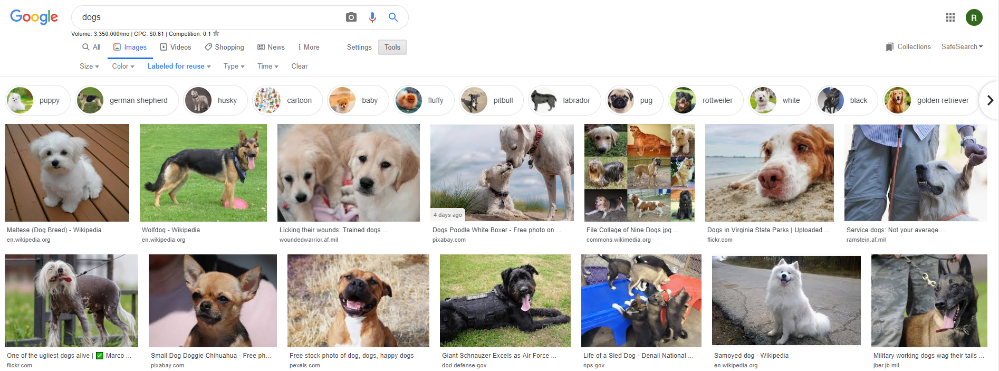 Google
dogs
R
Volume: 3,350,000/mo | CPC: $0.61 | Competition: 0.1
All Images Videos Shopping News More Settings Tools
Collections SafeSearch
Size Color Labeled for reuse Type Time Clear
puppy german shepherd husky cartoon baby fluffy pitbull labrador pug rottweiler white black golden retriever
4 days ago
Maltese (Dog Breed) - Wikipedia
en.wikipedia.org
Wolfdog - Wikipedia
en.wikipedia.org
Licking their wounds: Trained dogs ...
woundedwarrior.af.mil
Dogs Poodle White Boxer - Free photo on ...
pixabay.com
File:Collage of Nine Dogs.jpg ...
commons.wikimedia.org
Dogs in Virginia State Parks | Uploaded ...
flickr.com
Service dogs: Not your average ...
ramstein.af.mil
DO NOT PET
One of the ugliest dogs alive | ✅ Marco ...
flickr.com
Small Dog Doggie Chihuahua - Free ph...
pixabay.com
Free stock photo of dog, dogs, happy dogs
pexels.com
Giant Schnauzer Excels as Air Force ...
dod.defense.gov
Life of a Sled Dog - Denali National ...
nps.gov
Samoyed dog - Wikipedia
en.wikipedia.org
Military working dogs wag their tails ...
jber.jb.mil